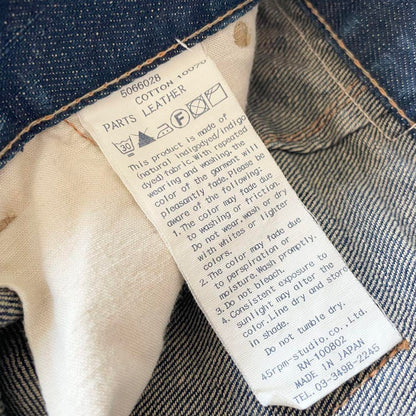 5066028
COTTON 100%
PARTS LEATHER
30 F
This product is made of
(natural indaigodyed/indigo
dyed) fabric. With repeated
wearing and washing, the
color of the garment will
pleasantly fade. Please be
aware of the following:
1. The color may fade due
to washing or friction.
Do not wear, wash or dry
with whites or lighter
colors.
2. The color may fade due
to perspiration or
moisture. Wash promptly.
3. Do not bleach.
4. Consistent exposure to
sunlight may alter the
color. Line dry and store
in shade.
Do not tumble dry.
45rpm-studio.co.,Ltd.
RN-100802
MADE IN JAPAN
TEL. 03-3498-2245